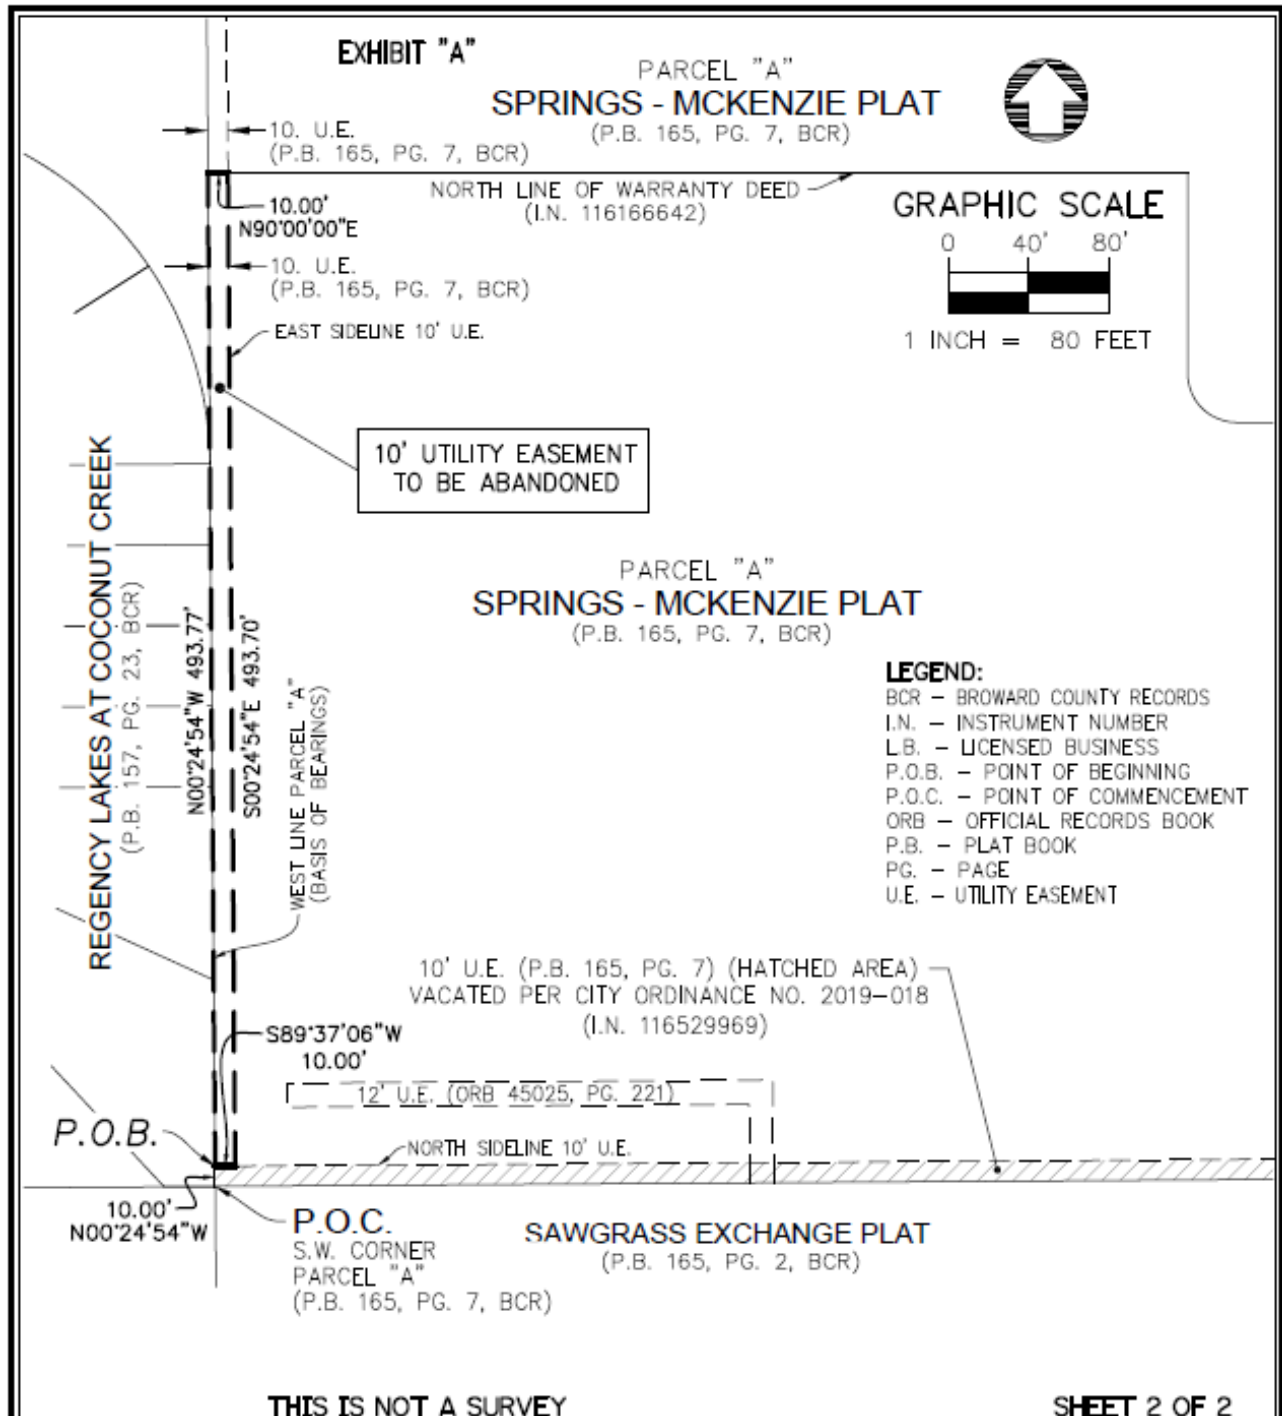 EXHIBIT "A"
PARCEL "A"
SPRINGS - MCKENZIE PLAT
(P.B. 165, PG. 7, BCR)
10. U.E.
(P.B. 165, PG. 7, BCR)
NORTH LINE OF WARRANTY DEED
(I.N. 116166642)
10.00'
N90°00'00"E
GRAPHIC SCALE
0 40' 80'
1 INCH = 80 FEET
10. U.E.
(P.B. 165, PG. 7, BCR)
EAST SIDELINE 10' U.E.
10' UTILITY EASEMENT
TO BE ABANDONED
REGENCY LAKES AT COCONUT CREEK
(P.B. 157, PG. 23, BCR)
N00°24'54"W 493.77'
S00°24'54"E 493.70'
WEST LINE PARCEL "A"
(BASIS OF BEARINGS)
PARCEL "A"
SPRINGS - MCKENZIE PLAT
(P.B. 165, PG. 7, BCR)
LEGEND:
BCR – BROWARD COUNTY RECORDS
I.N. – INSTRUMENT NUMBER
L.B. – LICENSED BUSINESS
P.O.B. – POINT OF BEGINNING
P.O.C. – POINT OF COMMENCEMENT
ORB – OFFICIAL RECORDS BOOK
P.B. – PLAT BOOK
PG. – PAGE
U.E. – UTILITY EASEMENT
10' U.E. (P.B. 165, PG. 7) (HATCHED AREA)
VACATED PER CITY ORDINANCE NO. 2019–018
(I.N. 116529969)
S89°37'06"W
10.00'
12' U.E. (ORB 45025, PG. 221)
P.O.B.
NORTH SIDELINE 10' U.E.
10.00'
N00°24'54"W
P.O.C.
S.W. CORNER
PARCEL "A"
(P.B. 165, PG. 7, BCR)
SAWGRASS EXCHANGE PLAT
(P.B. 165, PG. 2, BCR)
THIS IS NOT A SURVEY
SHEET 2 OF 2